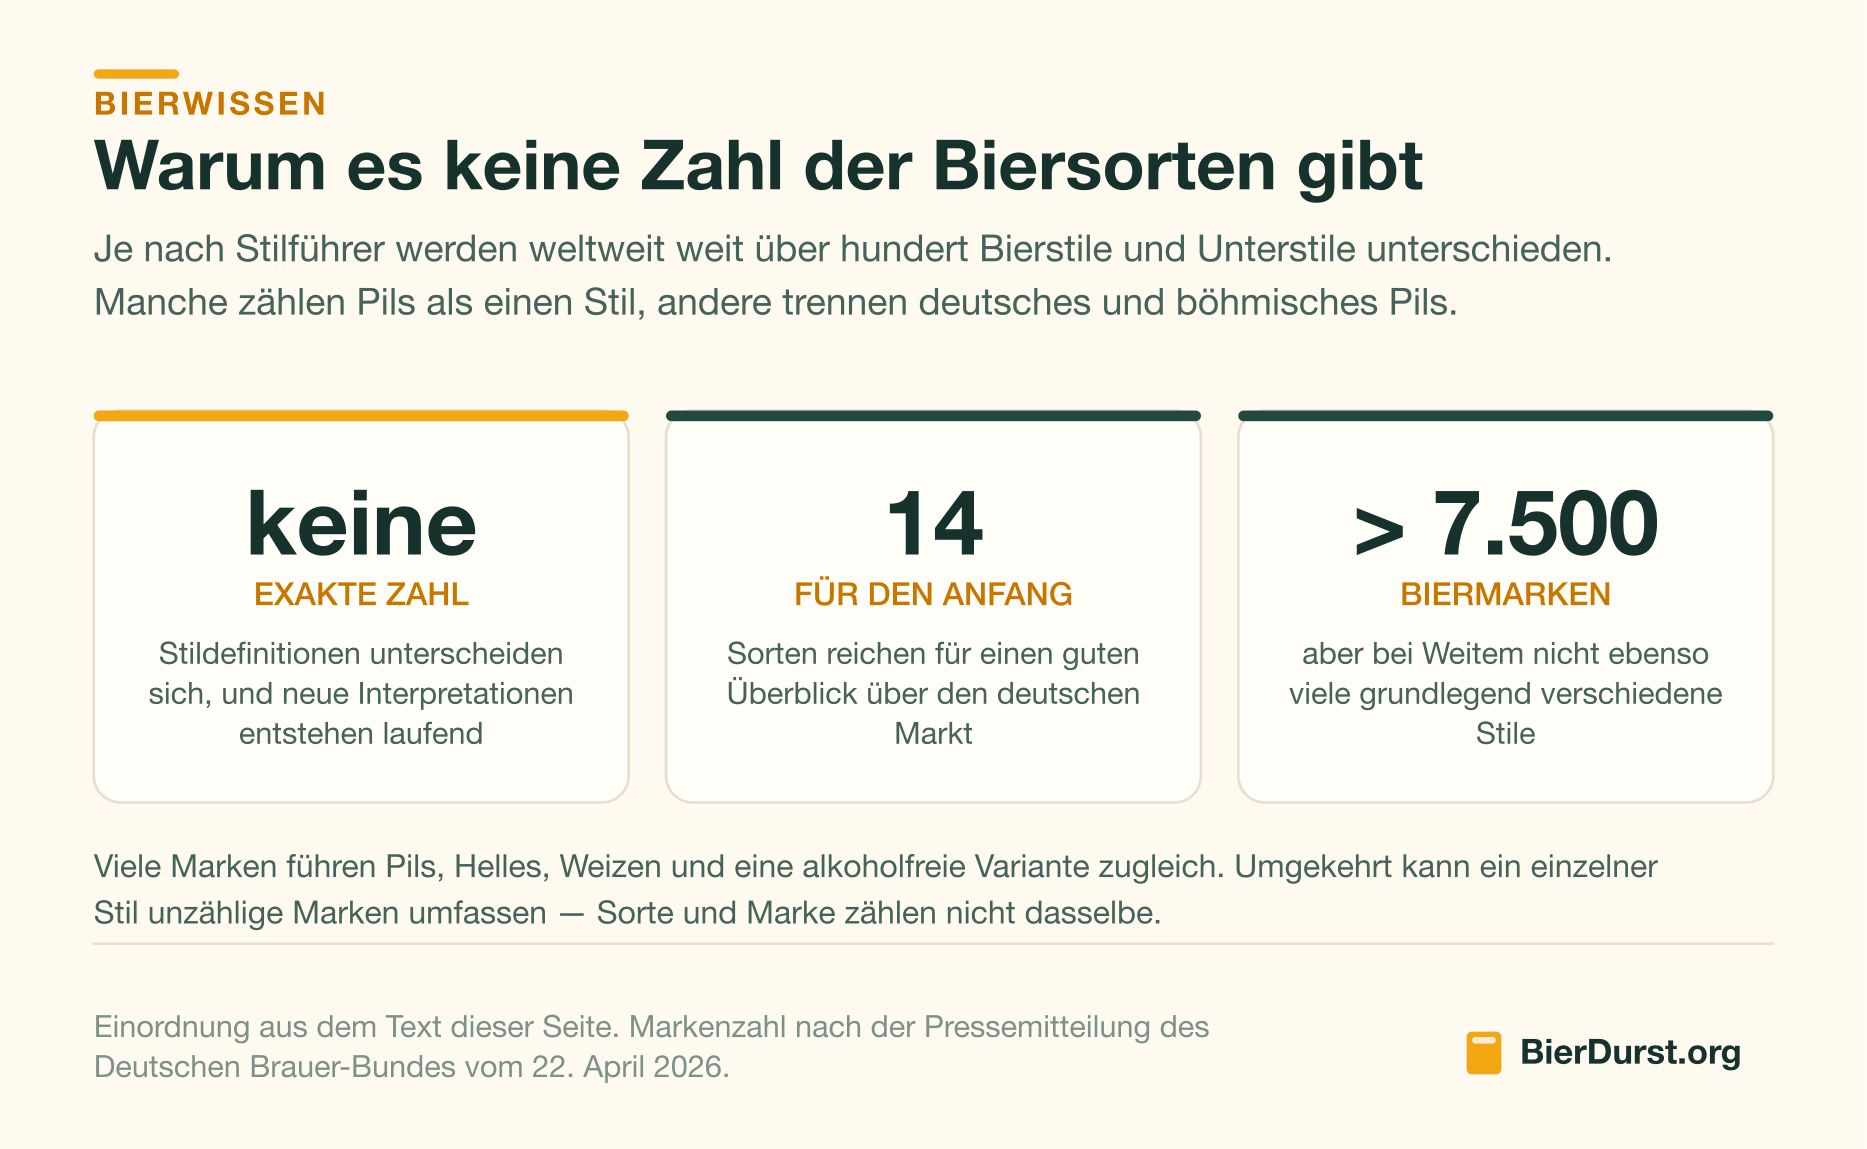 BIERWISSEN
Warum es keine Zahl der Biersorten gibt
Je nach Stilführer werden weltweit weit über hundert Bierstile und Unterstile unterschieden.
Manche zählen Pils als einen Stil, andere trennen deutsches und böhmisches Pils.
keine
EXAKTE ZAHL
Stildefinitionen unterscheiden
sich, und neue Interpretationen
entstehen laufend
14
FÜR DEN ANFANG
Sorten reichen für einen guten
Überblick über den deutschen
Markt
> 7.500
BIERMARKEN
aber bei Weitem nicht ebenso
viele grundlegend verschiedene
Stile
Viele Marken führen Pils, Helles, Weizen und eine alkoholfreie Variante zugleich. Umgekehrt kann ein einzelner
Stil unzählige Marken umfassen — Sorte und Marke zählen nicht dasselbe.
Einordnung aus dem Text dieser Seite. Markenzahl nach der Pressemitteilung des
Deutschen Brauer-Bundes vom 22. April 2026.
BierDurst.org